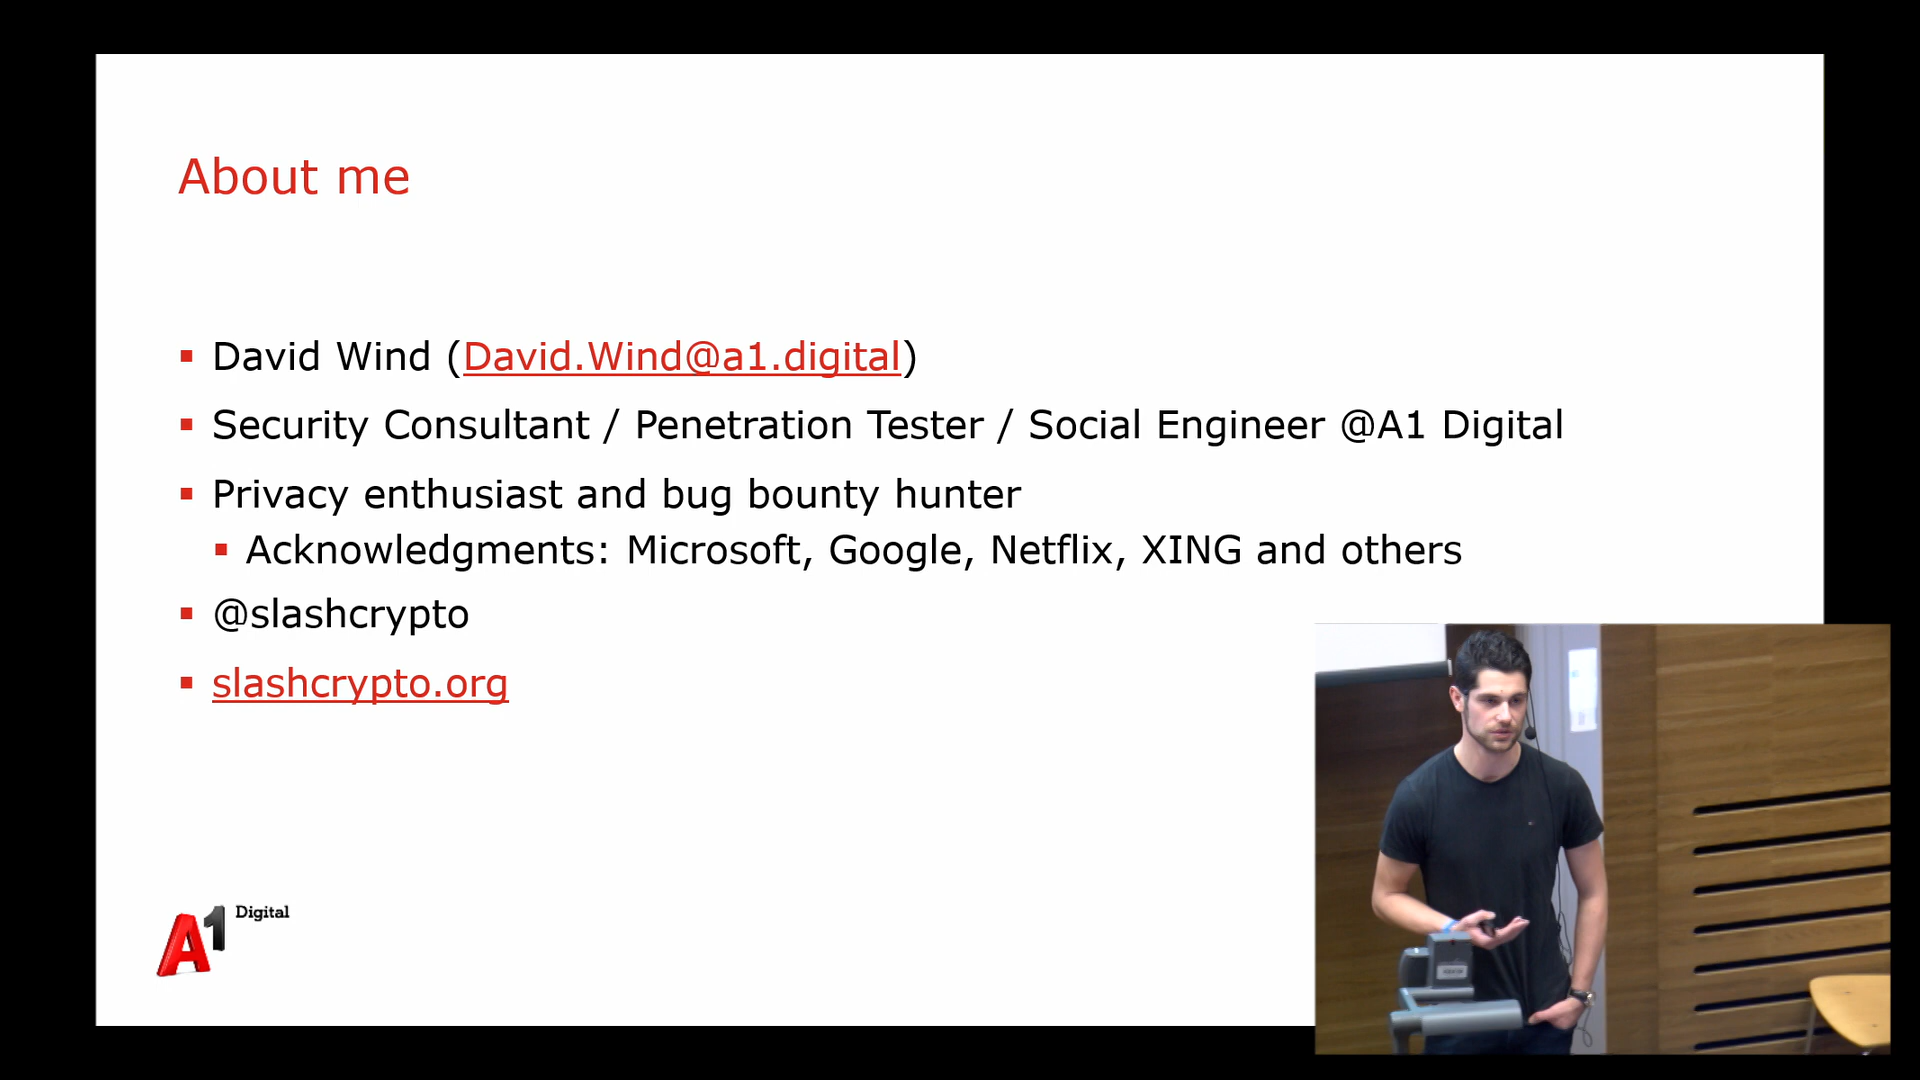 About me
David Wind (David.Wind@a1.digital)
Security Consultant / Penetration Tester / Social Engineer @A1 Digital
Privacy enthusiast and bug bounty hunter
Acknowledgments: Microsoft, Google, Netflix, XING and others
@slashcrypto
slashcrypto.org
A1 Digital